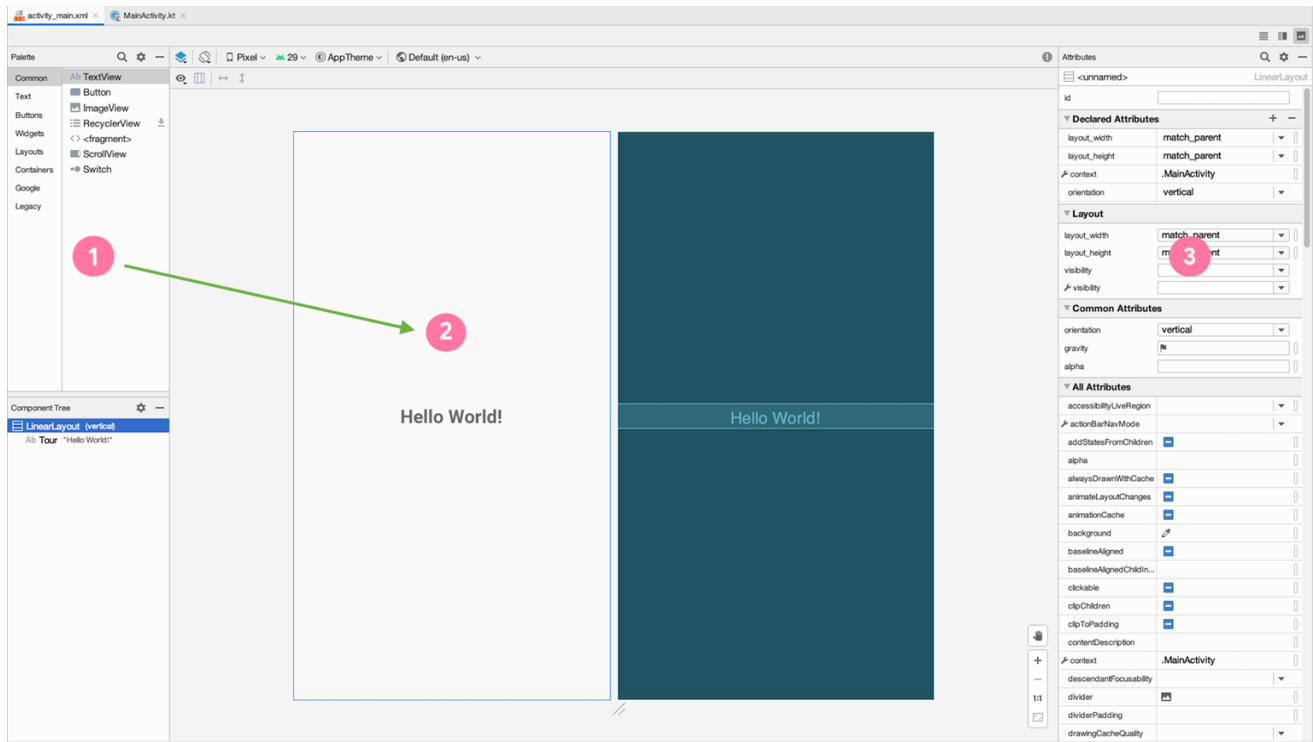 activity_main.xml
MainActivity.kt
Palette
Pixel
29
AppTheme
Default (en-us)
Attributes
Common
Text
Buttons
Widgets
Layouts
Containers
Google
Legacy
Ab TextView
Button
ImageView
RecyclerView
<fragment>
ScrollView
Switch
1
2
Hello World!
Hello World!
1:1
Component Tree
LinearLayout (vertical)
Ab Tour "Hello World!"
<unnamed> LinearLayout
id
Declared Attributes
layout_width match_parent
layout_height match_parent
context .MainActivity
orientation vertical
Layout
layout_width match_parent
layout_height
3
visibility
visibility
Common Attributes
orientation vertical
gravity
alpha
All Attributes
accessibilityLiveRegion
actionBarNavMode
addStatesFromChildren
alpha
alwaysDrawnWithCache
animateLayoutChanges
animationCache
background
baselineAligned
baselineAlignedChildIn...
clickable
clipChildren
clipToPadding
contentDescription
context .MainActivity
descendantFocusability
divider
dividerPadding
drawingCacheQuality